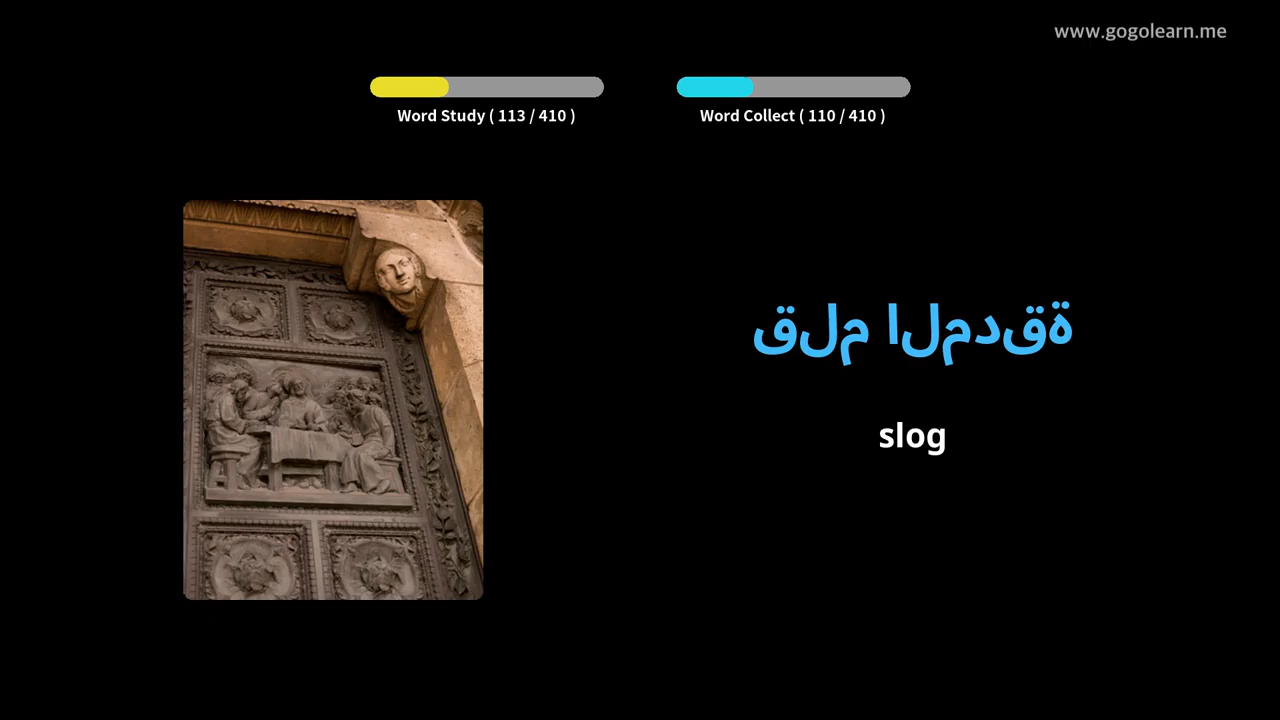 www.gogolearn.me
Word Study ( 113 / 410 )
Word Collect ( 110 / 410 )
قلم المدقة
slog